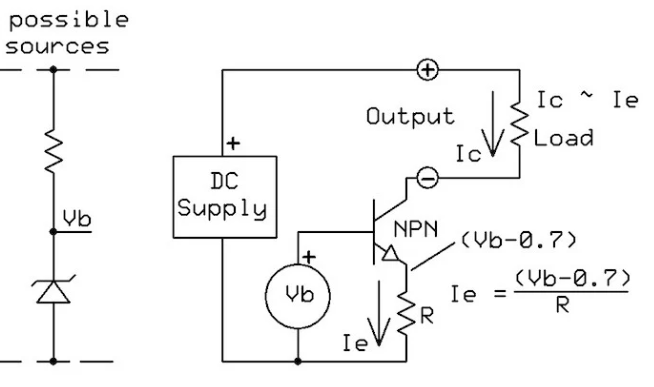 possible
sources
Vb
+
DC
Supply
+
Vb
+
Output
−
Ic
Ic ~ Ie
Load
NPN
(Vb-0.7)
Ie = (Vb-0.7)
R
R
Ie